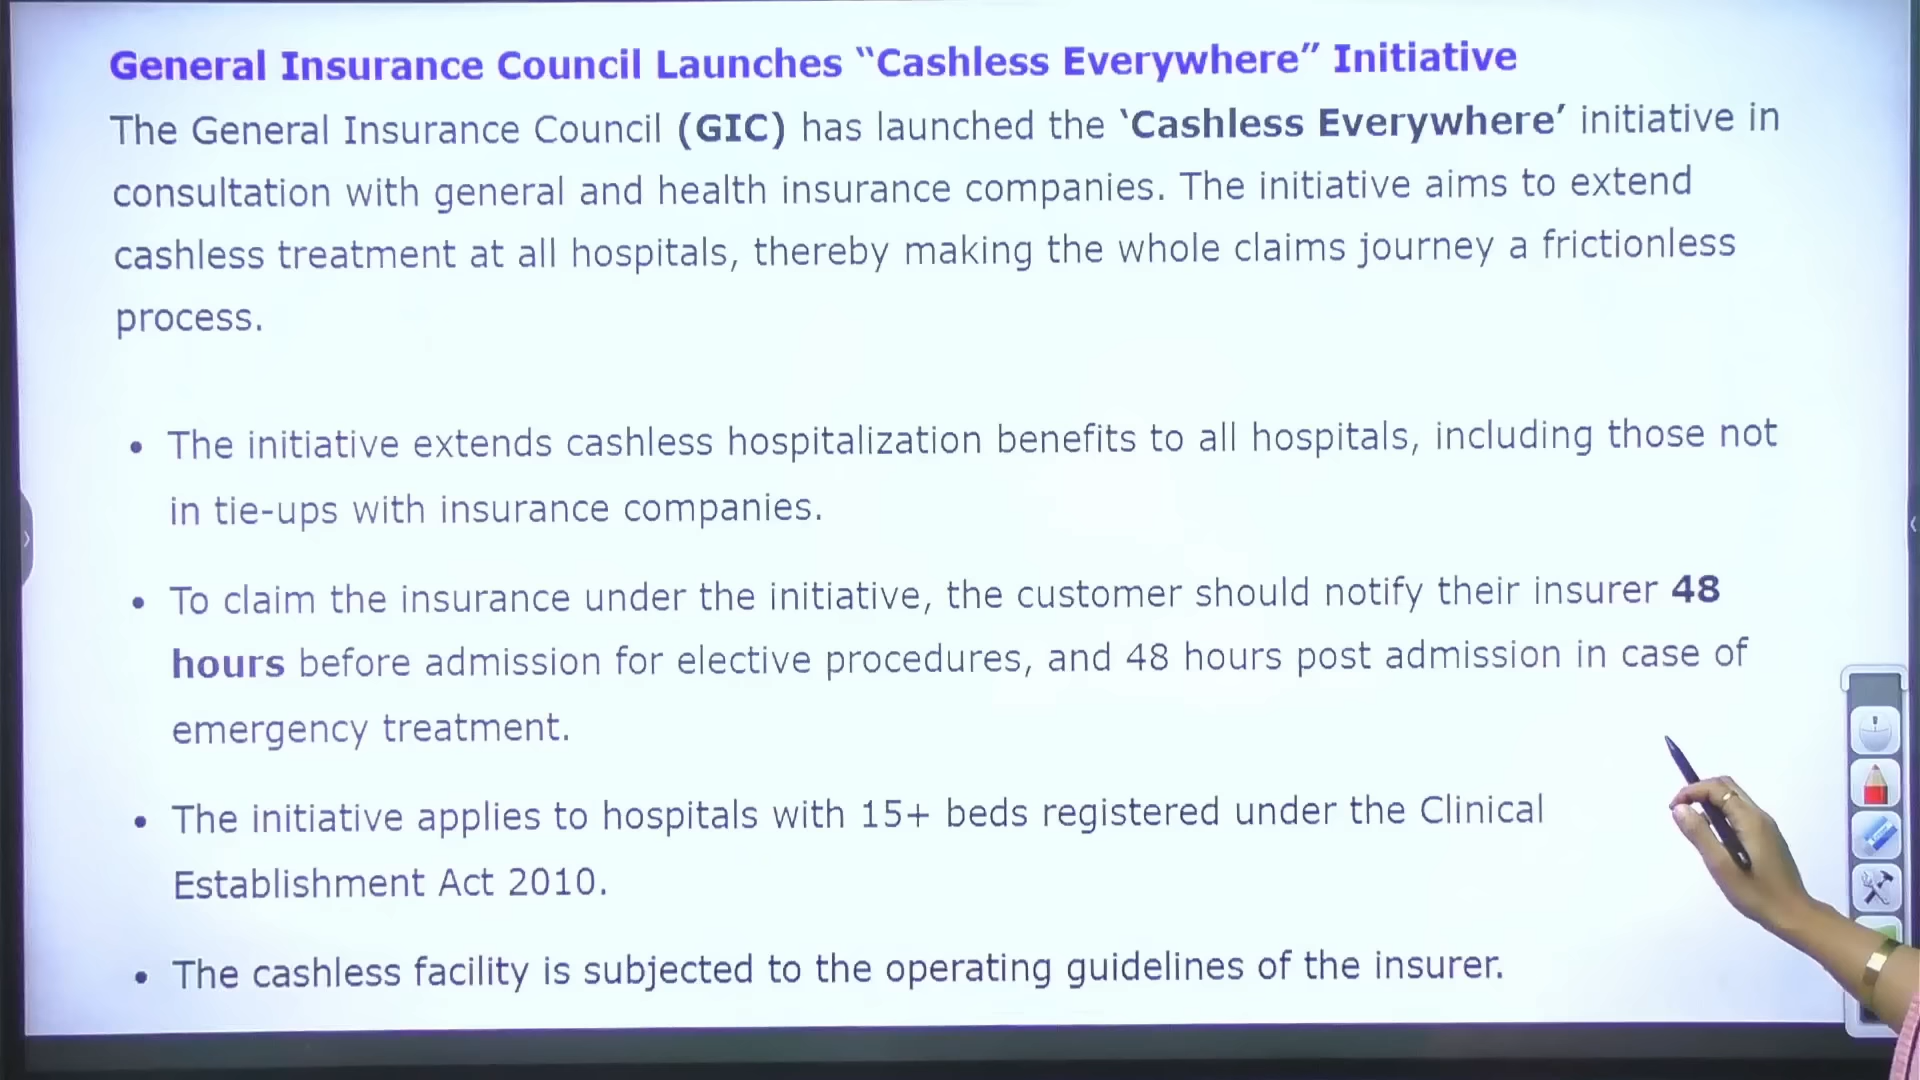 General Insurance Council Launches “Cashless Everywhere” Initiative
The General Insurance Council (GIC) has launched the ‘Cashless Everywhere’ initiative in
consultation with general and health insurance companies. The initiative aims to extend
cashless treatment at all hospitals, thereby making the whole claims journey a frictionless
process.
• The initiative extends cashless hospitalization benefits to all hospitals, including those not
in tie-ups with insurance companies.
• To claim the insurance under the initiative, the customer should notify their insurer 48
hours before admission for elective procedures, and 48 hours post admission in case of
emergency treatment.
• The initiative applies to hospitals with 15+ beds registered under the Clinical
Establishment Act 2010.
• The cashless facility is subjected to the operating guidelines of the insurer.